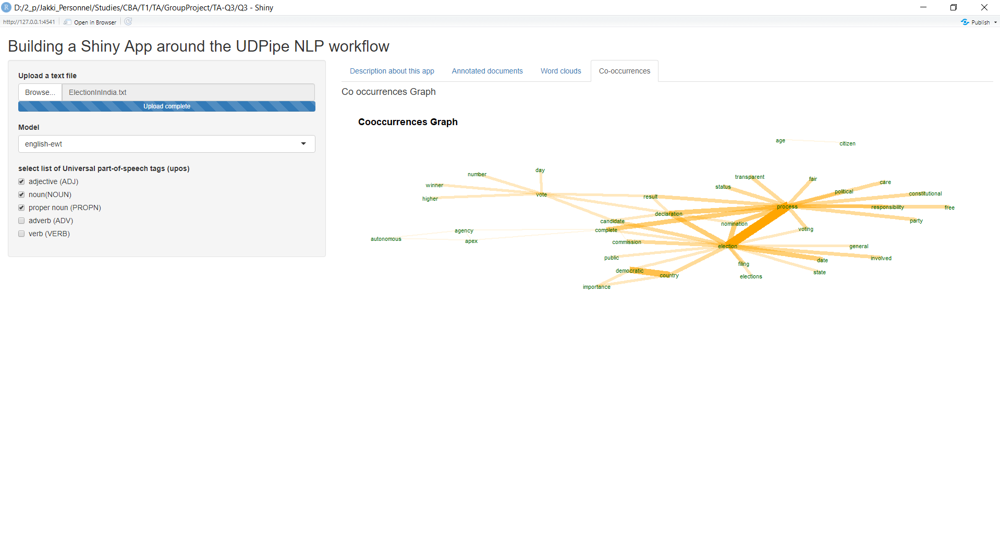 R D:/2_p/Jakki_Personnel/Studies/CBA/T1/TA/GroupProject/TA-Q3/Q3 - Shiny
http://127.0.0.1:4541 Open in Browser Publish
Building a Shiny App around the UDPipe NLP workflow
Upload a text file
Browse... ElectionInIndia.txt
Upload complete
Model
english-ewt
select list of Universal part-of-speech tags (upos)
adjective (ADJ)
noun(NOUN)
proper noun (PROPN)
adverb (ADV)
verb (VERB)
Description about this app Annotated documents Word clouds Co-occurrences
Co occurrences Graph
Cooccurrences Graph
age
citizen
day
number
transparent
fair
care
winner
status
political
constitutional
higher
vote
result
process
responsibility
free
declaration
candidate
nomination
party
agency
complete
voting
autonomous
apex
commission
election
general
public
involved
date
filing
democratic
country
state
elections
importance